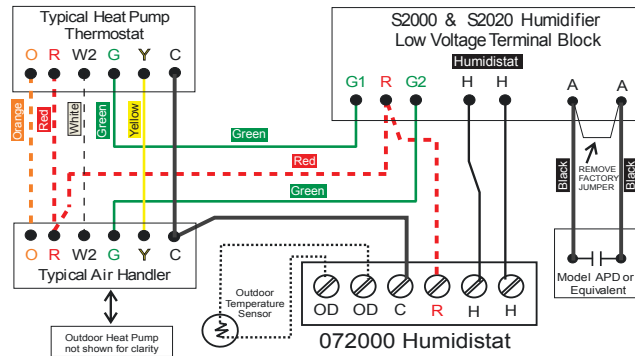 Typical Heat Pump
Thermostat
O R W2 G Y C
S2000 & S2020 Humidifier
Low Voltage Terminal Block
Humidistat
G1 R G2 H H A A
Orange
Red
White
Green
Yellow
Green
Red
Green
REMOVE
FACTORY
JUMPER
Black
Black
O R W2 G Y C
Typical Air Handler
Outdoor Heat Pump
not shown for clarity
Outdoor
Temperature
Sensor
OD OD C R H H
072000 Humidistat
Model APD or
Equivalent